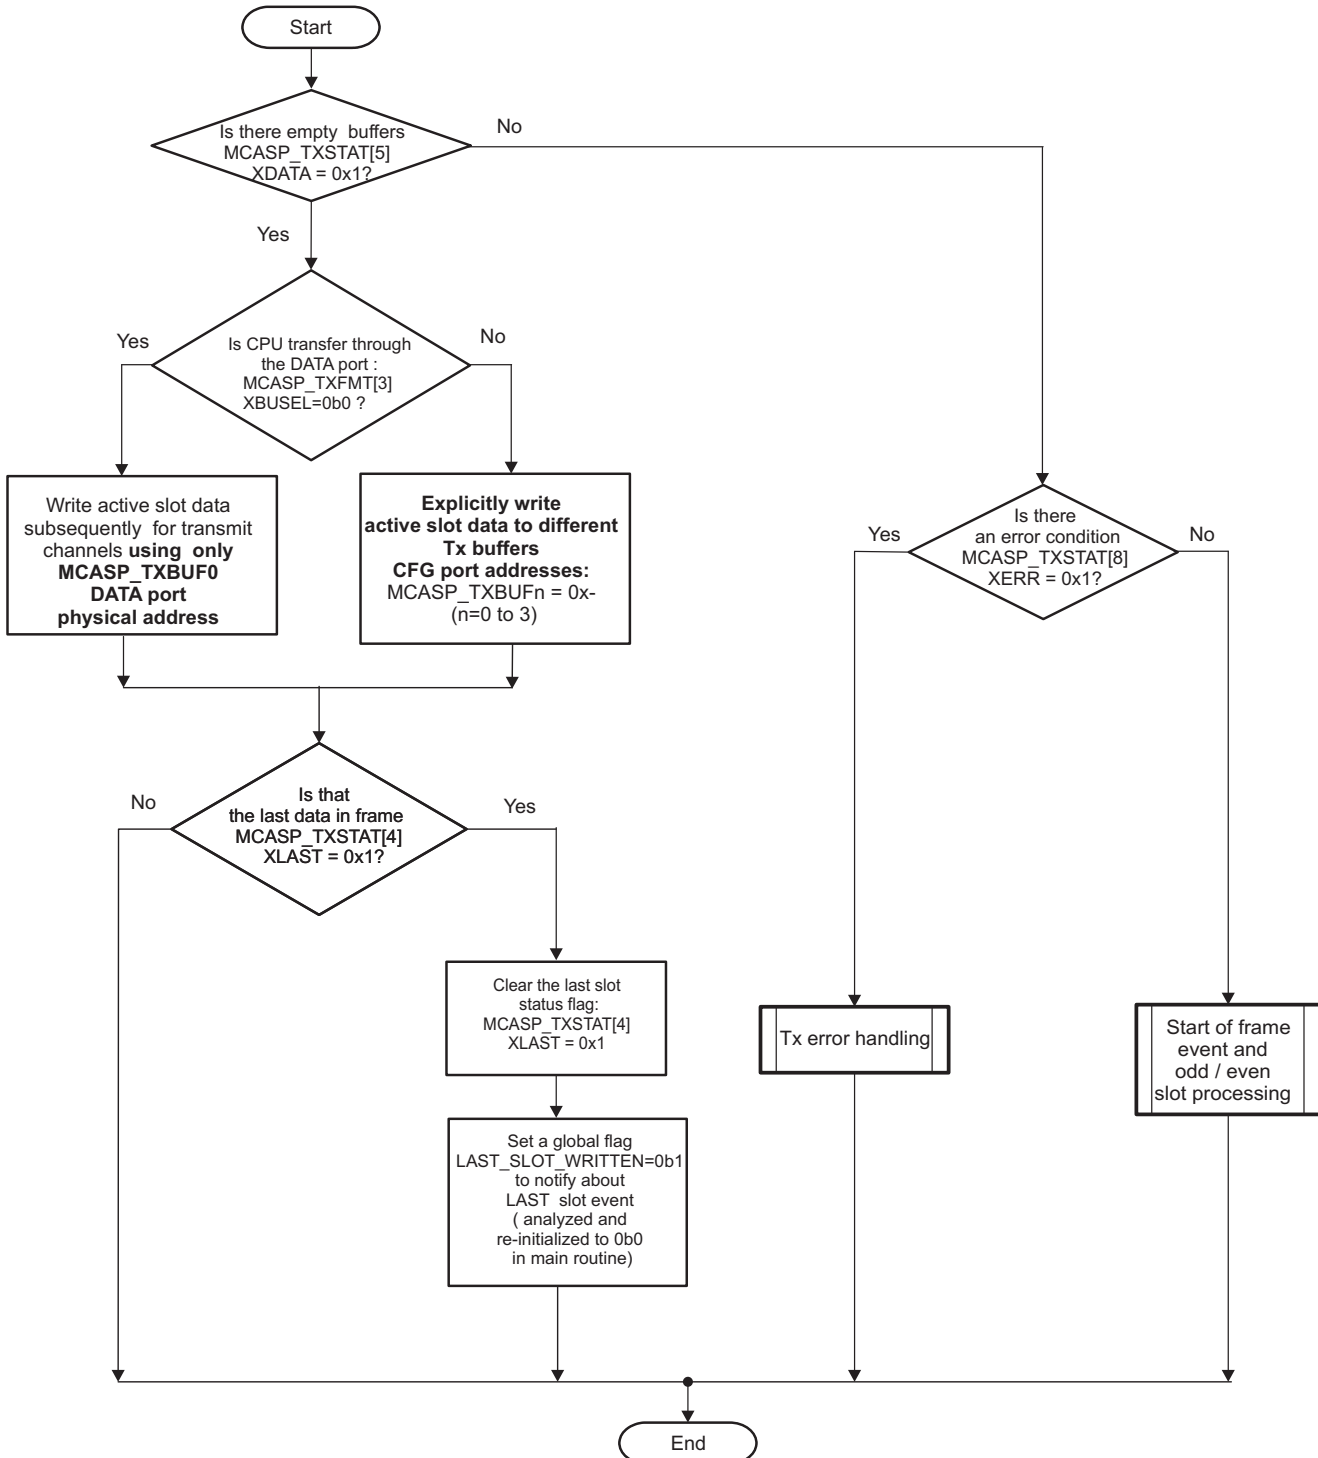 Start
Is there empty buffers
MCASP_TXSTAT[5]
XDATA = 0x1?
No
Yes
Is CPU transfer through
the DATA port :
MCASP_TXFMT[3]
XBUSEL=0b0 ?
Yes
No
Write active slot data
subsequently for transmit
channels using only
MCASP_TXBUF0
DATA port
physical address
Explicitly write
active slot data to different
Tx buffers
CFG port addresses:
MCASP_TXBUFn = 0x-
(n=0 to 3)
Is there
an error condition
MCASP_TXSTAT[8]
XERR = 0x1?
Yes
No
Is that
the last data in frame
MCASP_TXSTAT[4]
XLAST = 0x1?
No
Yes
Clear the last slot
status flag:
MCASP_TXSTAT[4]
XLAST = 0x1
Tx error handling
Start of frame
event and
odd / even
slot processing
Set a global flag
LAST_SLOT_WRITTEN=0b1
to notify about
LAST slot event
( analyzed and
re-initialized to 0b0
in main routine)
End